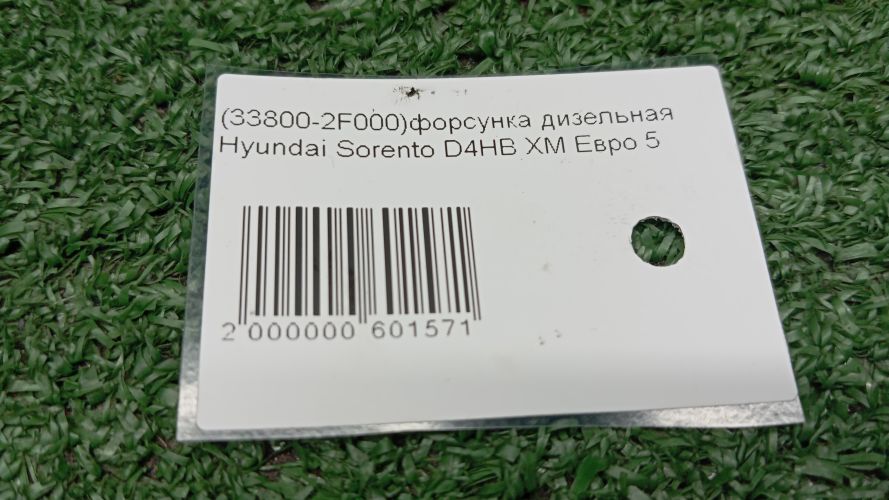 (33800-2F000)форсунка дизельная
Hyundai Sorento D4HB XM Евро 5
2 000000 601571